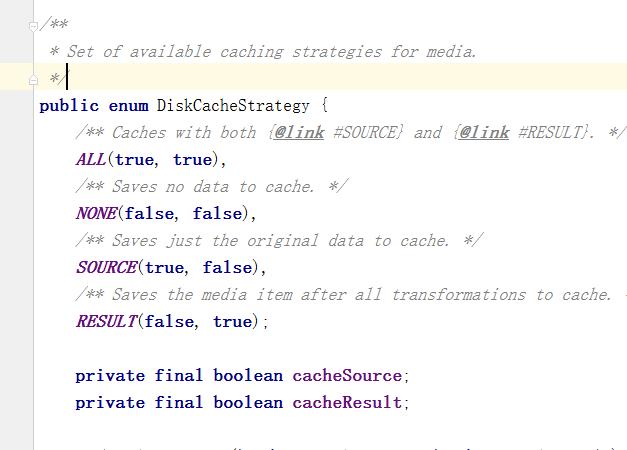 /**
 * Set of available caching strategies for media.
 */
public enum DiskCacheStrategy {
/** Caches with both {@link #SOURCE} and {@link #RESULT}. */
ALL(true, true),
/** Saves no data to cache. */
NONE(false, false),
/** Saves just the original data to cache. */
SOURCE(true, false),
/** Saves the media item after all transformations to cache.
RESULT(false, true);
private final boolean cacheSource;
private final boolean cacheResult;